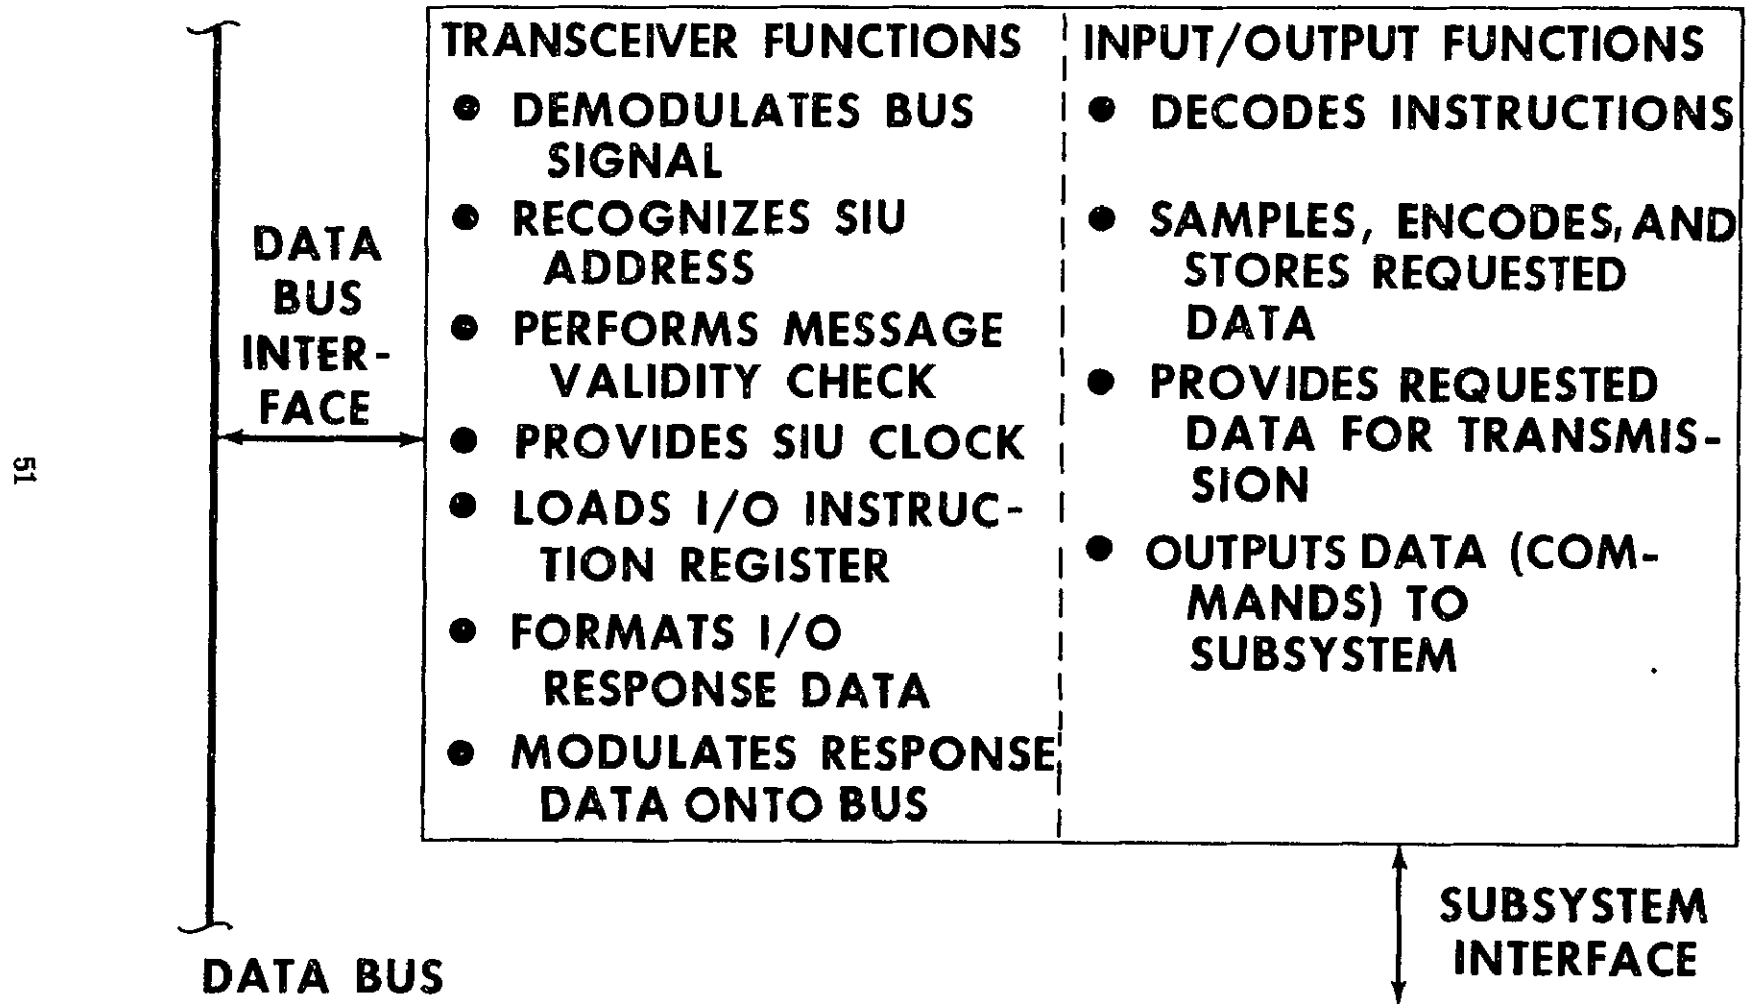 TRANSCEIVER FUNCTIONS
● DEMODULATES BUS
SIGNAL
● RECOGNIZES SIU
ADDRESS
● PERFORMS MESSAGE
VALIDITY CHECK
● PROVIDES SIU CLOCK
● LOADS I/O INSTRUC-
TION REGISTER
● FORMATS I/O
RESPONSE DATA
● MODULATES RESPONSE
DATA ONTO BUS
INPUT/OUTPUT FUNCTIONS
● DECODES INSTRUCTIONS
● SAMPLES, ENCODES, AND
STORES REQUESTED
DATA
● PROVIDES REQUESTED
DATA FOR TRANSMIS-
SION
● OUTPUTS DATA (COM-
MANDS) TO
SUBSYSTEM
DATA
BUS
INTER-
FACE
51
DATA BUS
SUBSYSTEM
INTERFACE